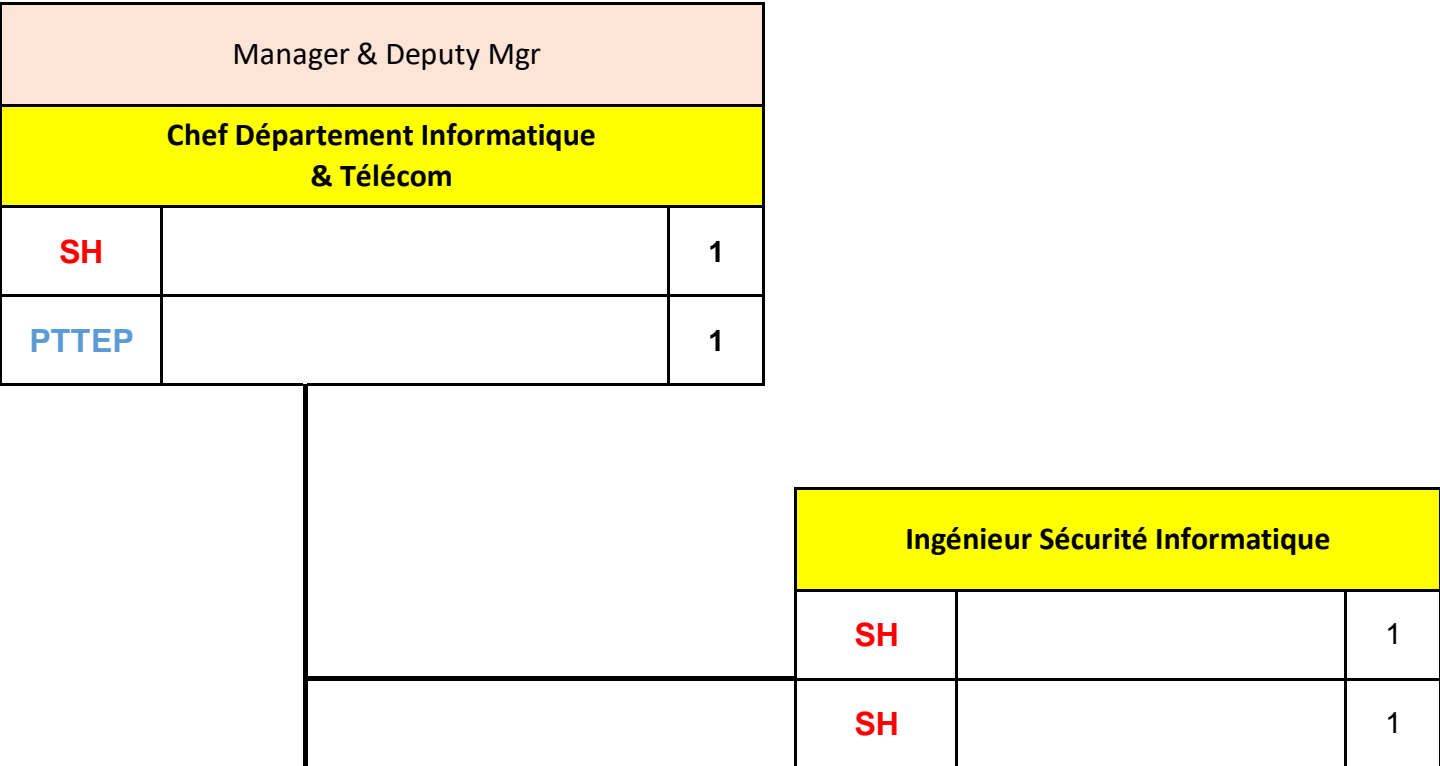 Manager & Deputy Mgr
Chef Département Informatique
& Télécom
SH 1
PTTEP 1
Ingénieur Sécurité Informatique
SH 1
SH 1